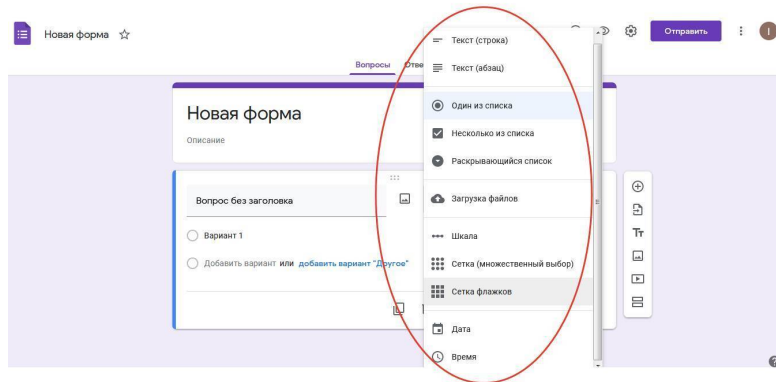 Новая форма
Отправить
I
Вопросы Отве
Новая форма
Описание
Вопрос без заголовка
Вариант 1
Добавить вариант или добавить вариант "Другое"
Текст (строка)
Текст (абзац)
Один из списка
Несколько из списка
Раскрывающийся список
Загрузка файлов
Шкала
Сетка (множественный выбор)
Сетка флажков
Дата
Время
Тт